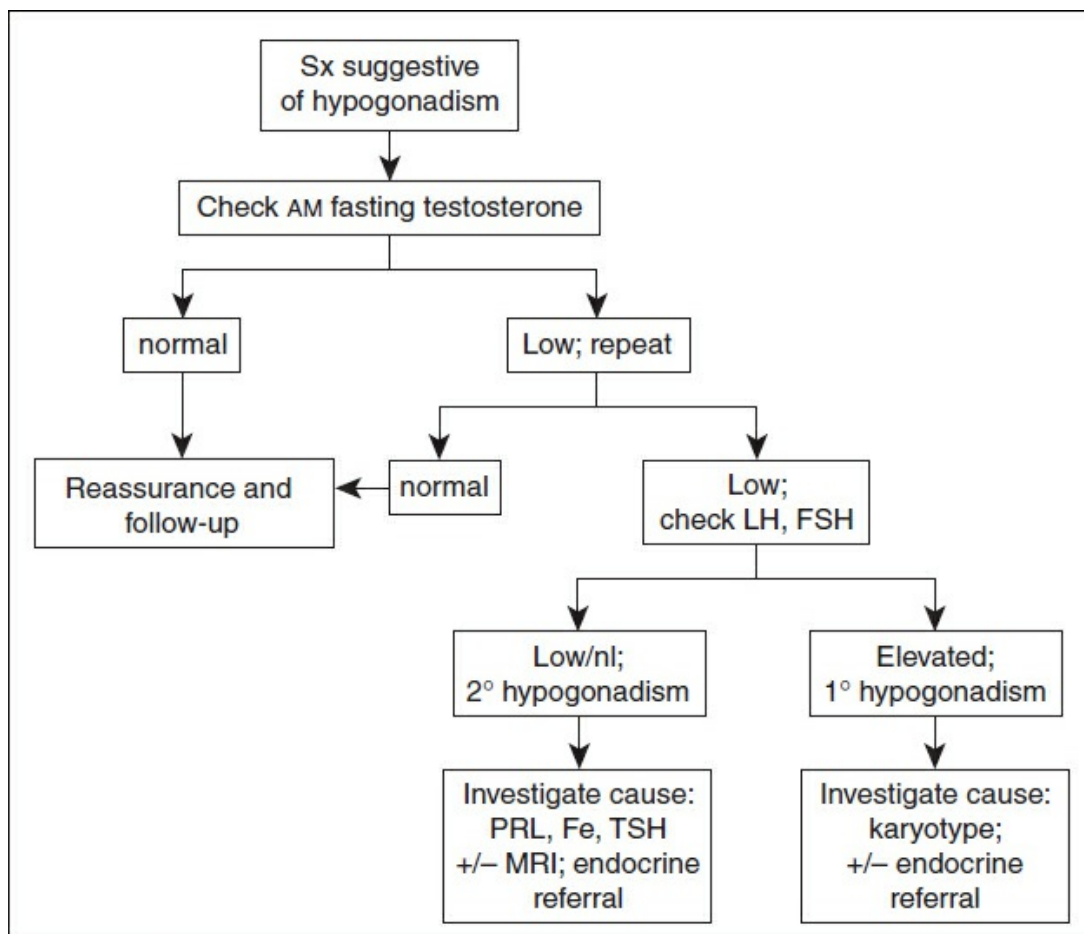 Sx suggestive
of hypogonadism
Check AM fasting testosterone
normal
Low; repeat
Reassurance and
follow-up
normal
Low;
check LH, FSH
Low/nl;
2° hypogonadism
Elevated;
1° hypogonadism
Investigate cause:
PRL, Fe, TSH
+/– MRI; endocrine
referral
Investigate cause:
karyotype;
+/– endocrine
referral